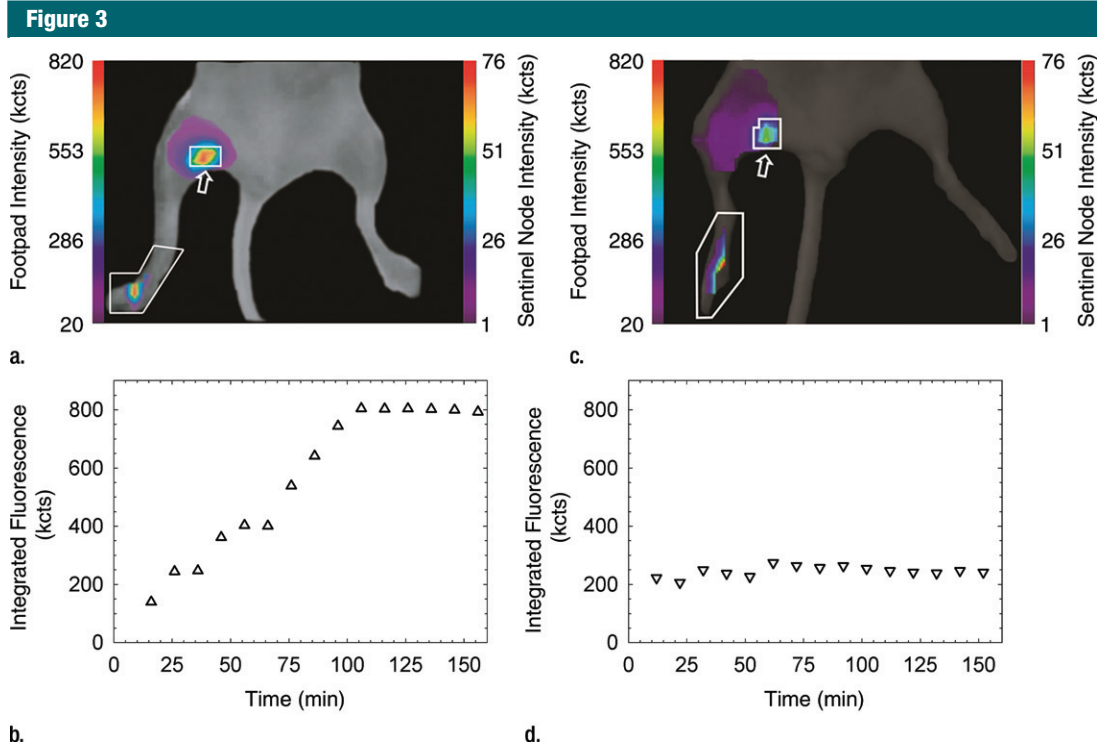 Figure 3
820
553
286
20
Footpad Intensity (kcts)
76
51
26
1
Sentinel Node Intensity (kcts)
a.
820
553
286
20
Footpad Intensity (kcts)
76
51
26
1
Sentinel Node Intensity (kcts)
c.
800
600
400
200
0
Integrated Fluorescence
(kcts)
0 25 50 75 100 125 150
Time (min)
b.
800
600
400
200
0
Integrated Fluorescence
(kcts)
0 25 50 75 100 125 150
Time (min)
d.